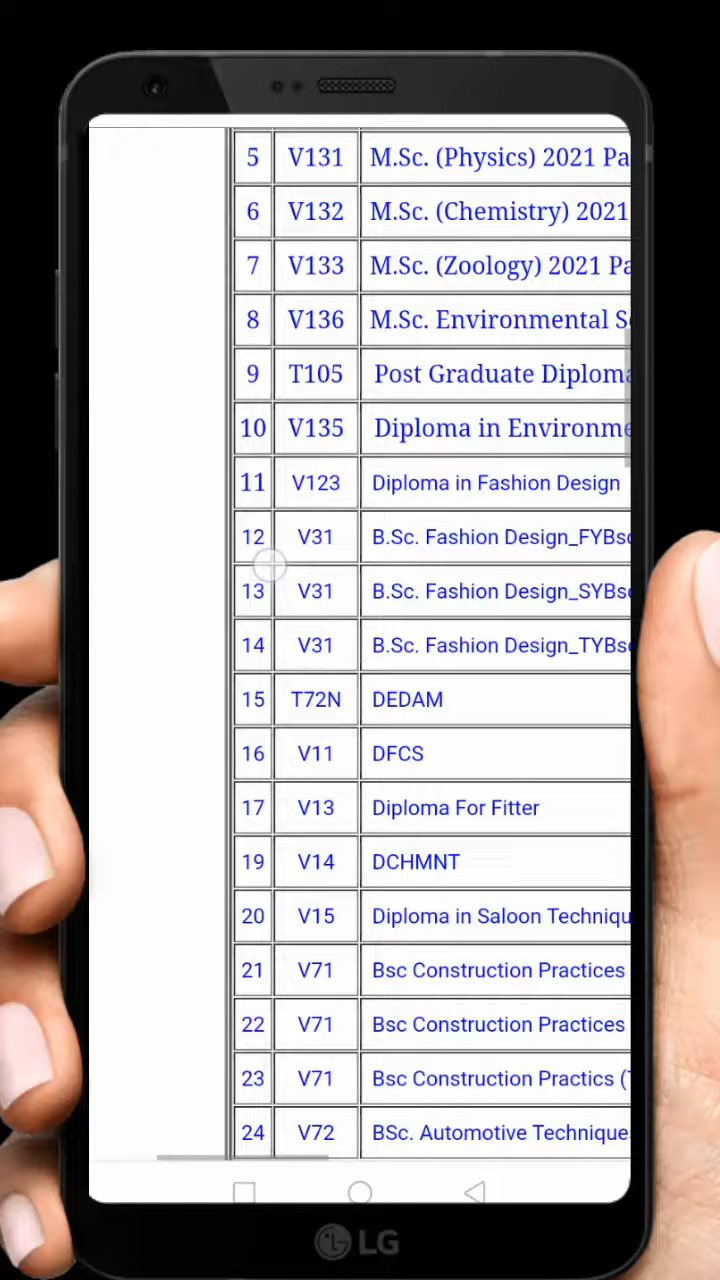 5 V131 M.Sc. (Physics) 2021 Pa
6 V132 M.Sc. (Chemistry) 2021
7 V133 M.Sc. (Zoology) 2021 Pa
8 V136 M.Sc. Environmental S
9 T105 Post Graduate Diploma
10 V135 Diploma in Environme
11 V123 Diploma in Fashion Design
12 V31 B.Sc. Fashion Design_FYBsc
13 V31 B.Sc. Fashion Design_SYBsc
14 V31 B.Sc. Fashion Design_TYBsc
15 T72N DEDAM
16 V11 DFCS
17 V13 Diploma For Fitter
19 V14 DCHMNT
20 V15 Diploma in Saloon Techniqu
21 V71 Bsc Construction Practices
22 V71 Bsc Construction Practices
23 V71 Bsc Construction Practics (T
24 V72 BSc. Automotive Technique
LG